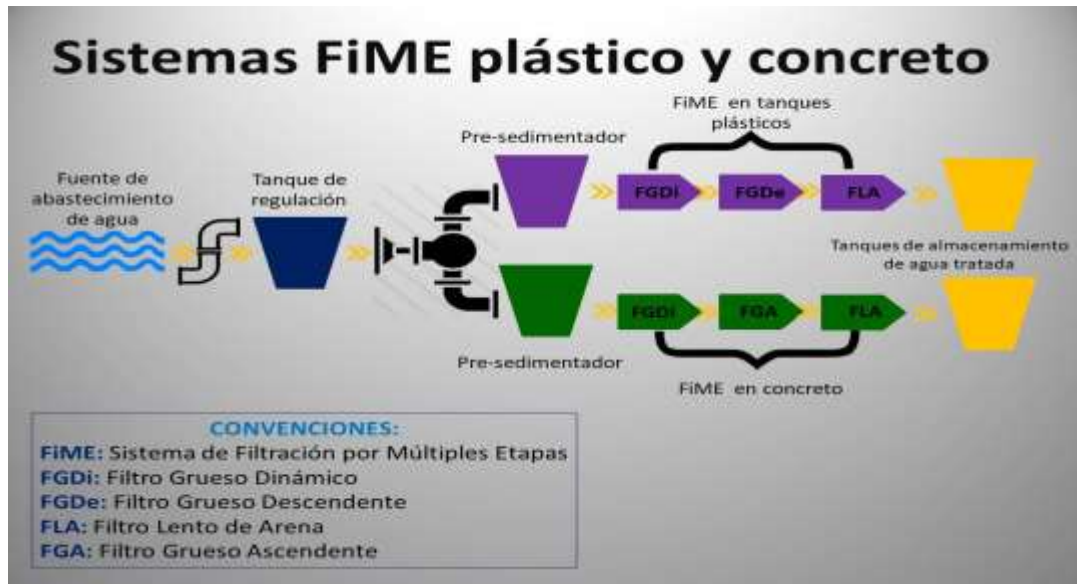 Sistemas FiME plástico y concreto
FiME en tanques
plásticos
Pre-sedimentador
Fuente de
abastecimiento
de agua
Tanque de
regulación
FGDi
FGDe
FLA
Tanques de almacenamiento
de agua tratada
FGDi
FGA
FLA
Pre-sedimentador
FiME en concreto
CONVENCIONES:
FiME: Sistema de Filtración por Múltiples Etapas
FGDi: Filtro Grueso Dinámico
FGDe: Filtro Grueso Descendente
FLA: Filtro Lento de Arena
FGA: Filtro Grueso Ascendente